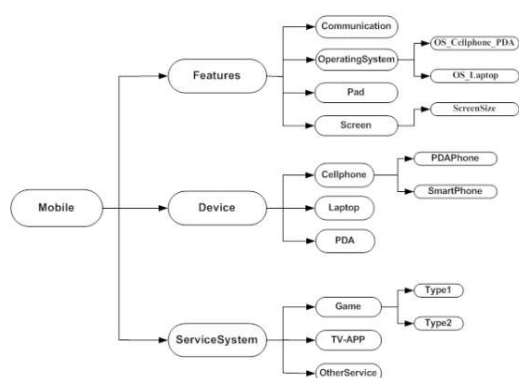 Mobile
Features
Communication
OperatingSystem
OS_Cellphone_PDA
OS_Laptop
Pad
Screen
ScreenSize
Device
Cellphone
PDAPhone
SmartPhone
Laptop
PDA
ServiceSystem
Game
Type1
Type2
TV-APP
OtherService